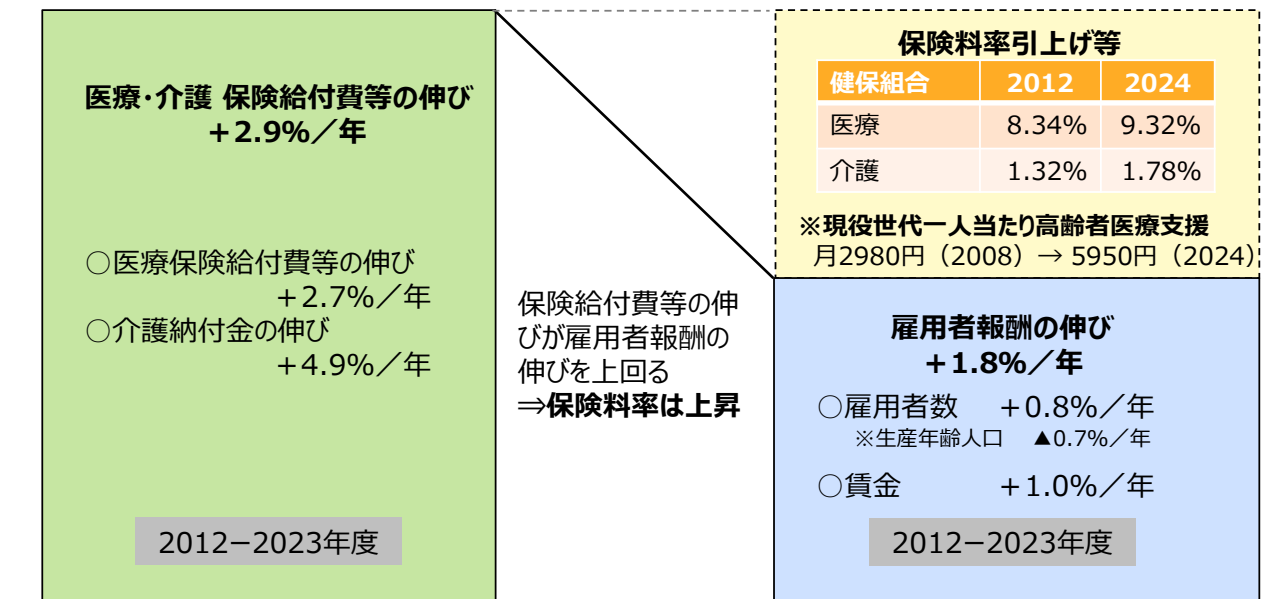 医療・介護 保険給付費等の伸び
＋2.9%／年
○医療保険給付費等の伸び
＋2.7%／年
○介護納付金の伸び
＋4.9%／年
2012－2023年度
保険給付費等の伸
びが雇用者報酬の
伸びを上回る
⇒保険料率は上昇
保険料率引上げ等
健保組合 2012 2024
医療 8.34% 9.32%
介護 1.32% 1.78%
※現役世代一人当たり高齢者医療支援
月2980円（2008）→ 5950円（2024）
雇用者報酬の伸び
＋1.8%／年
○雇用者数 ＋0.8%／年
※生産年齢人口 ▲0.7%／年
○賃金 ＋1.0%／年
2012－2023年度